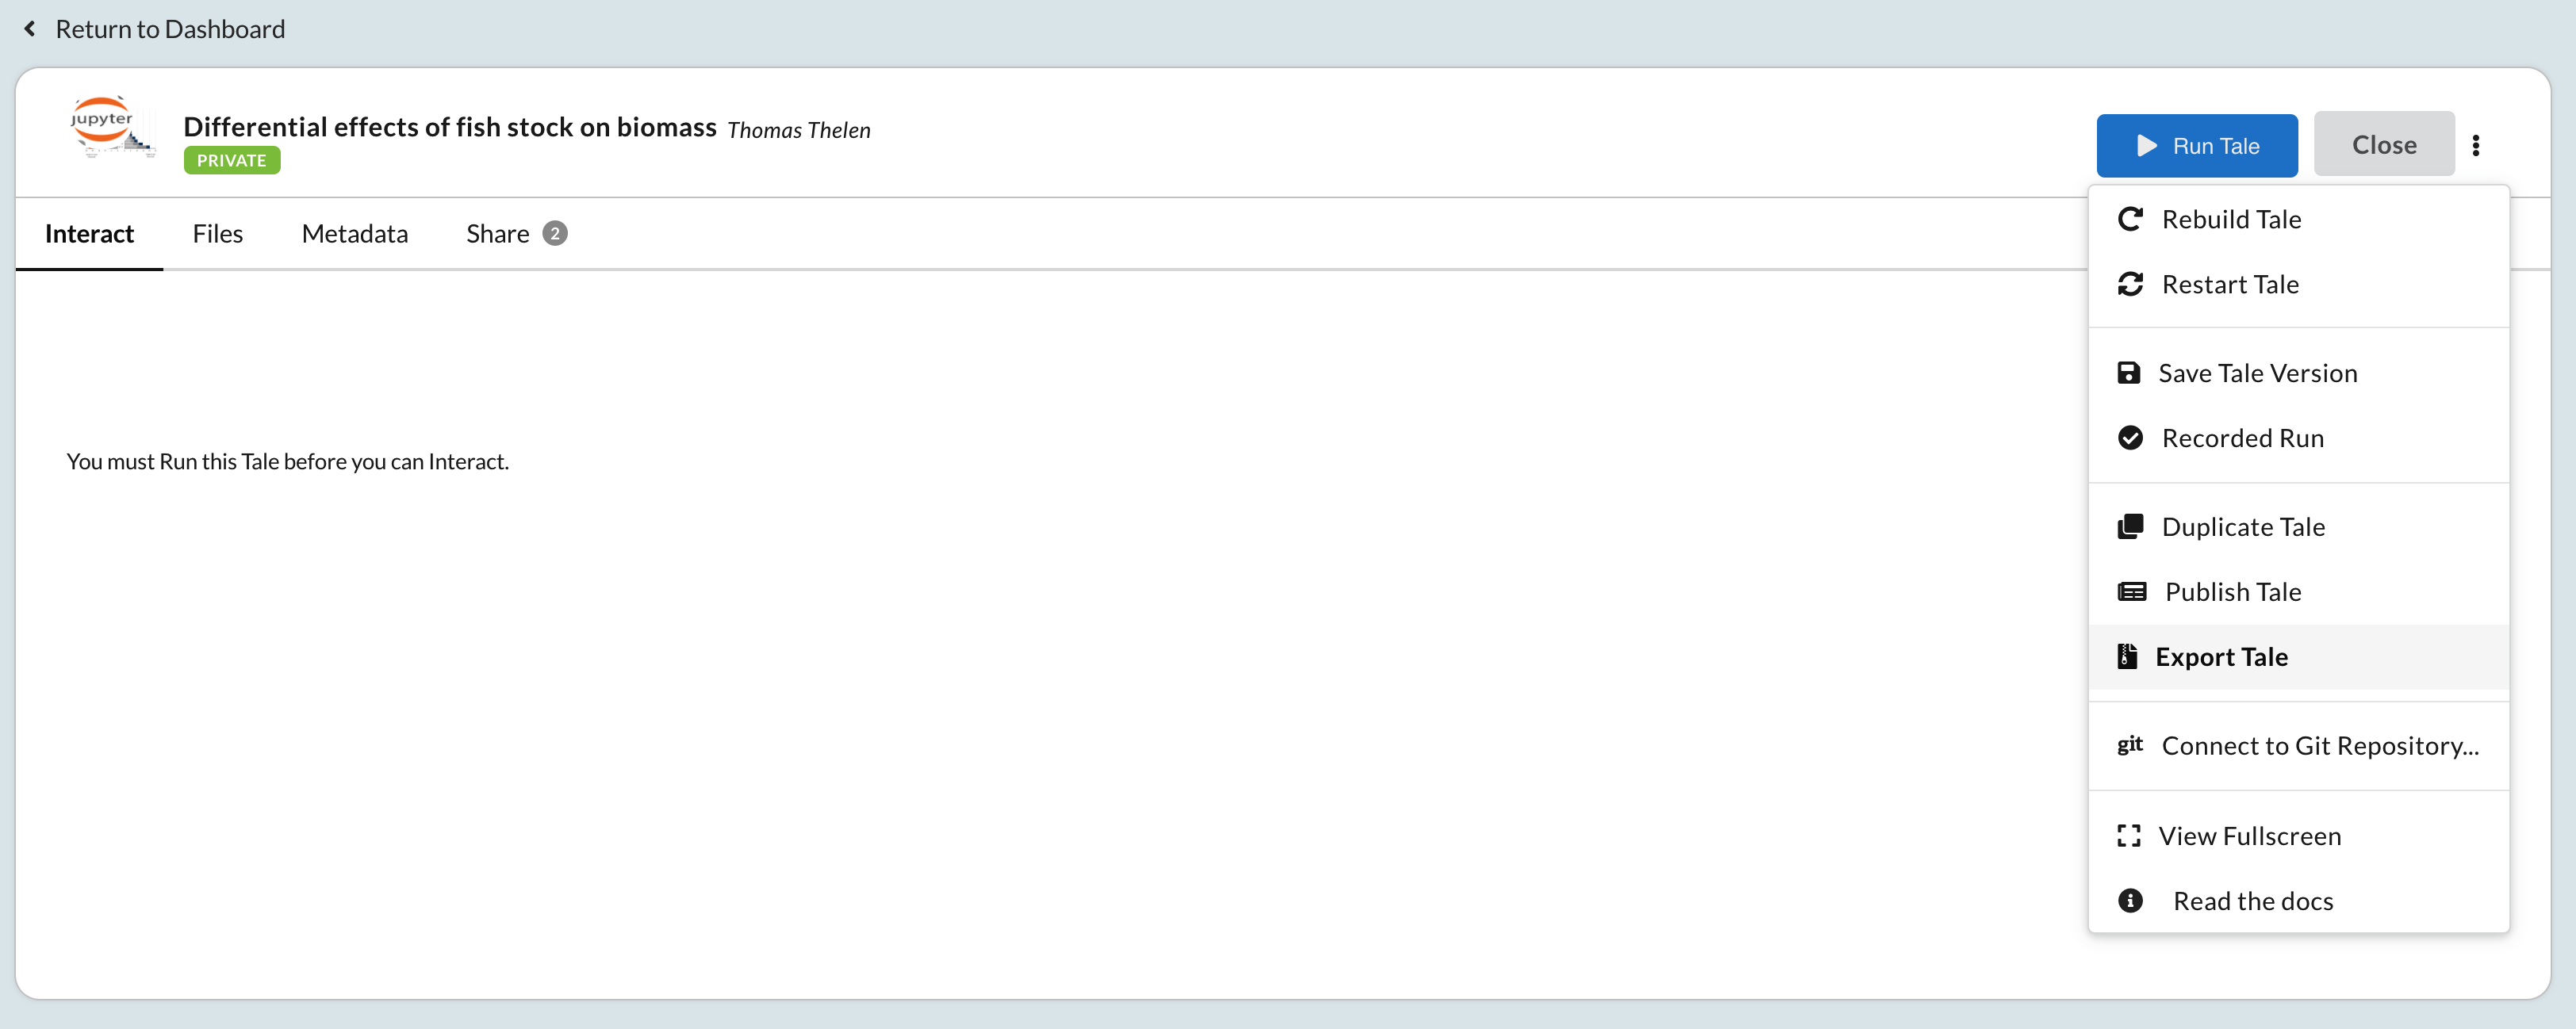 Return to Dashboard
jupyter
Differential effects of fish stock on biomass Thomas Thelen
PRIVATE
Run Tale
Close
Interact Files Metadata Share 2
You must Run this Tale before you can Interact.
Rebuild Tale
Restart Tale
Save Tale Version
Recorded Run
Duplicate Tale
Publish Tale
Export Tale
git Connect to Git Repository...
View Fullscreen
Read the docs